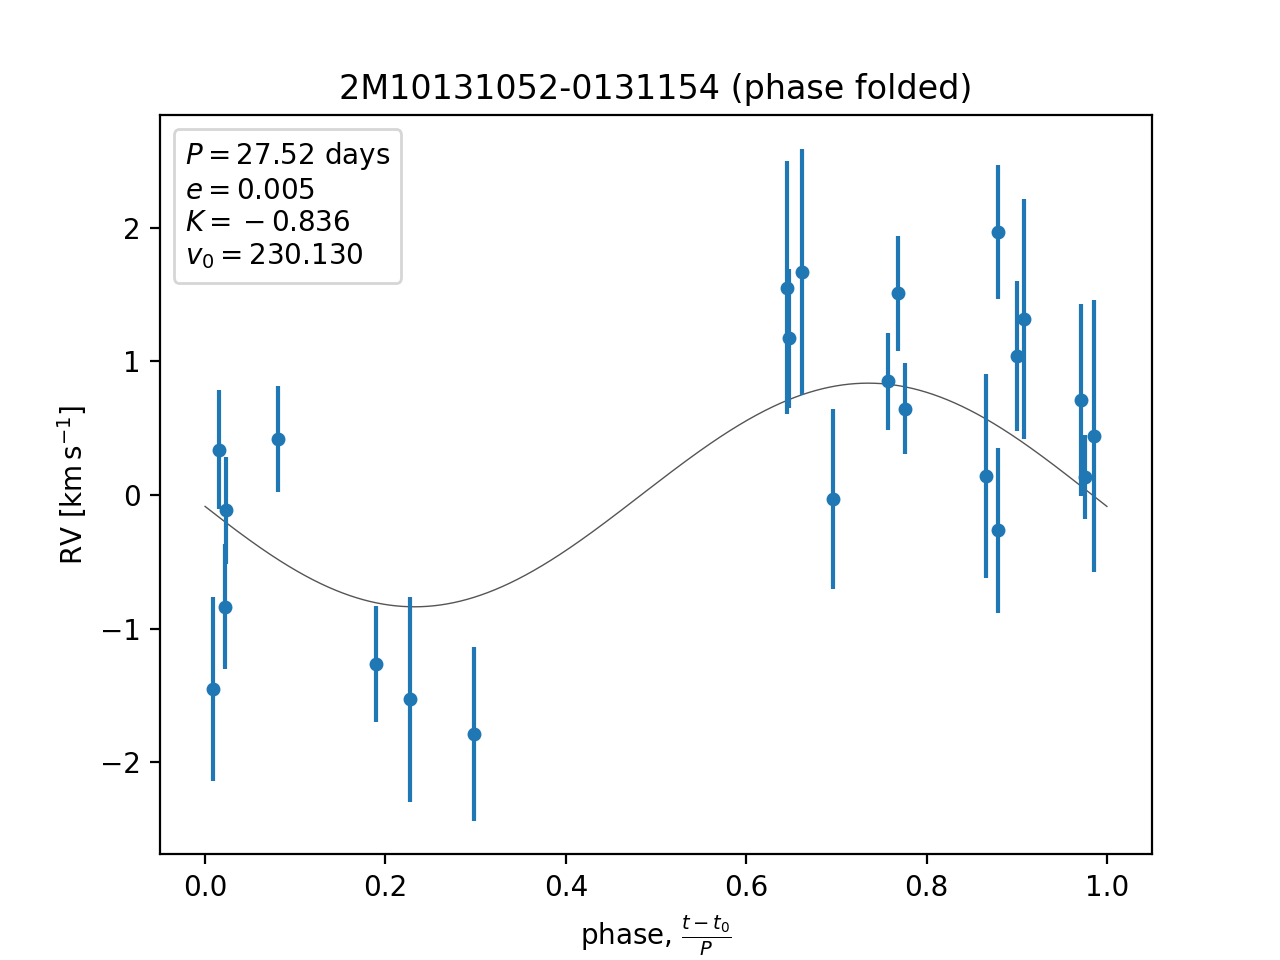 2M10131052-0131154 (phase folded)
P = 27.52 days
e = 0.005
K = −0.836
v₀ = 230.130
2
1
0
−1
−2
RV [km s⁻¹]
0.0 0.2 0.4 0.6 0.8 1.0
phase, (t − t₀)/P